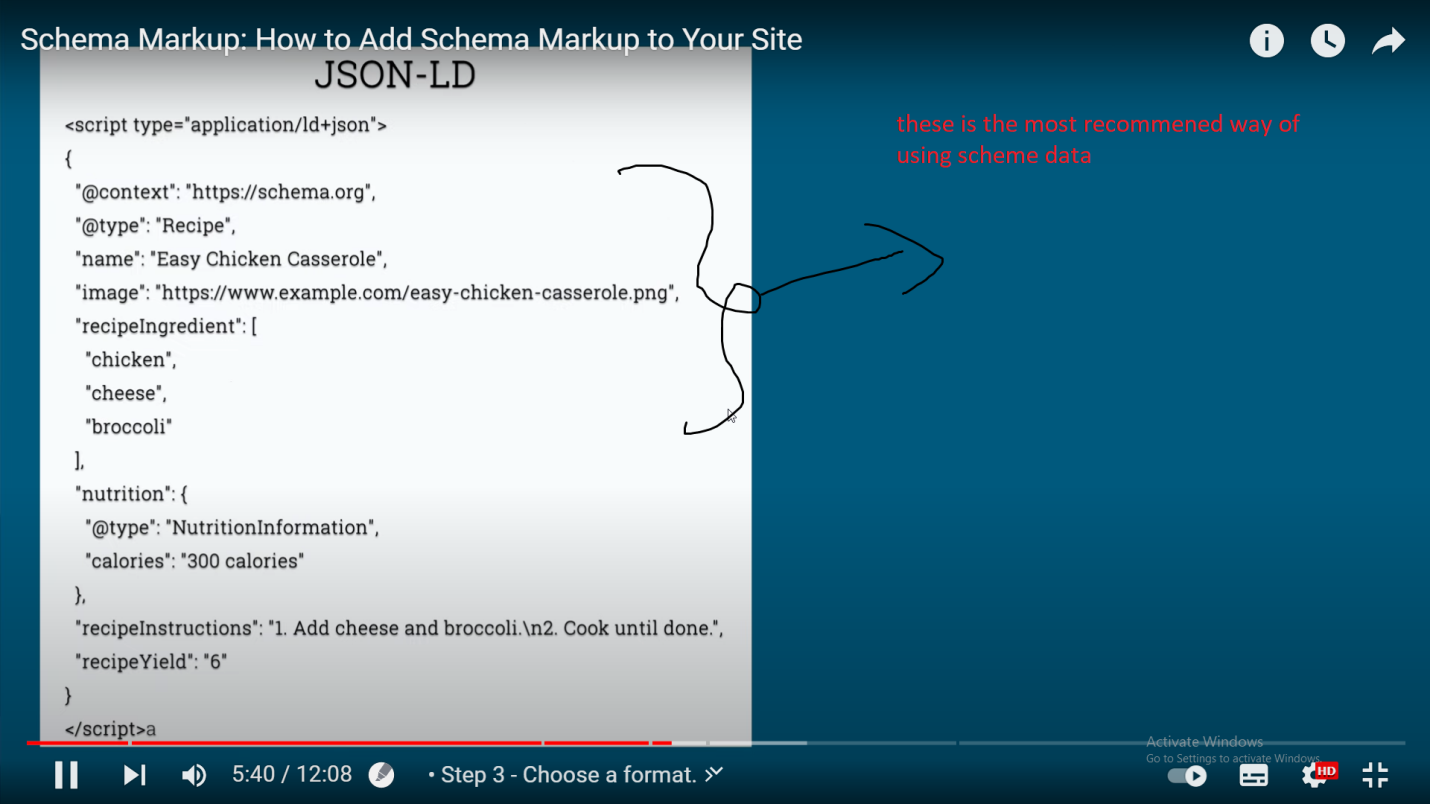 Schema Markup: How to Add Schema Markup to Your Site
JSON-LD
<script type="application/ld+json">
{
"@context": "https://schema.org",
"@type": "Recipe",
"name": "Easy Chicken Casserole",
"image": "https://www.example.com/easy-chicken-casserole.png",
"recipeIngredient": [
"chicken",
"cheese",
"broccoli"
],
"nutrition": {
"@type": "NutritionInformation",
"calories": "300 calories"
},
"recipeInstructions": "1. Add cheese and broccoli.\n2. Cook until done.",
"recipeYield": "6"
}
</script>a
these is the most recommened way of
using scheme data
Activate Windows
Go to Settings to activate Windows.
5:40 / 12:08 • Step 3 - Choose a format.
HD